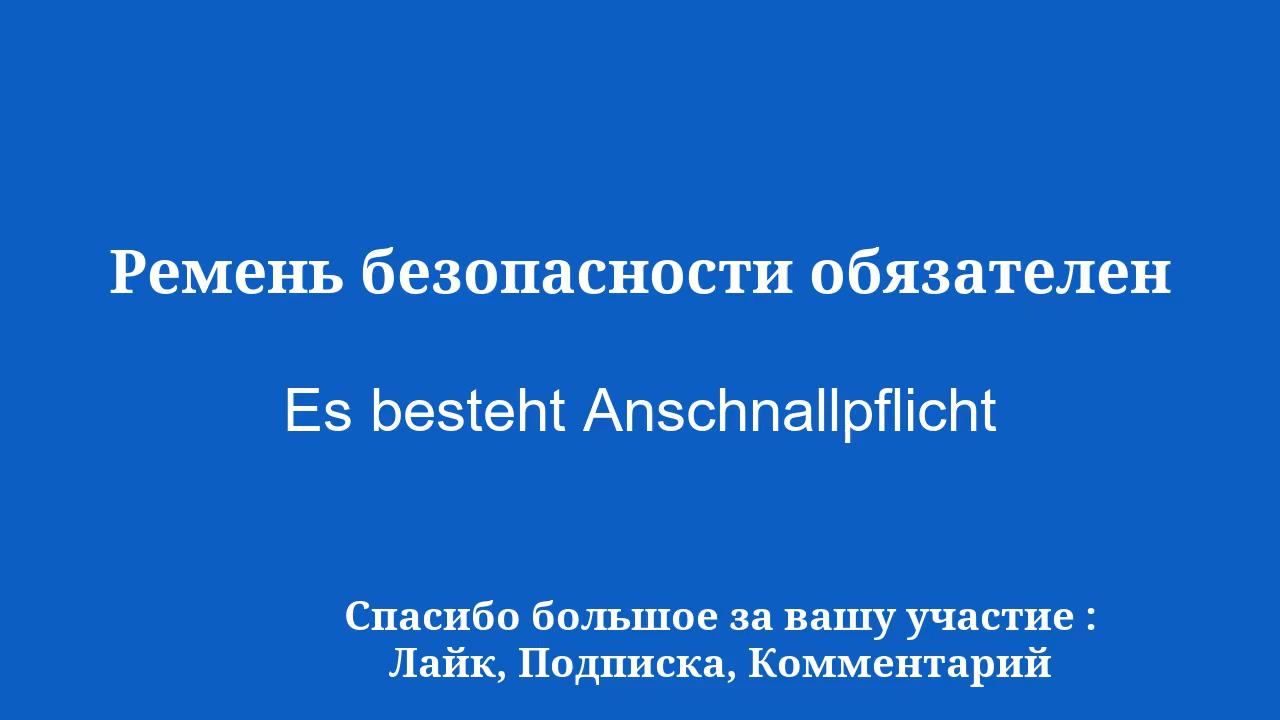 Ремень безопасности обязателен
Es besteht Anschnallpflicht
Спасибо большое за вашу участие :
Лайк, Подписка, Комментарий